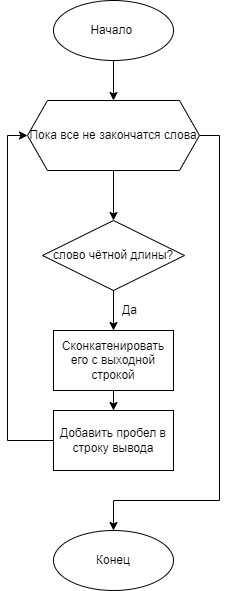 Начало
Пока все не закончатся слова
слово чётной длины?
Да
Сконкатенировать
его с выходной
строкой
Добавить пробел в
строку вывода
Конец